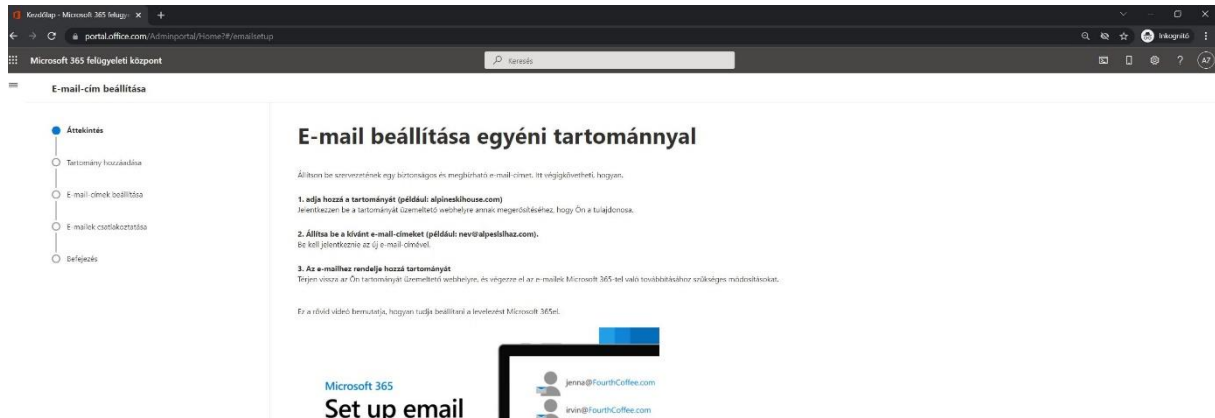 Kezdőlap - Microsoft 365 felügy
portal.office.com/Adminportal/Home?#/emailsetup
Inkognitó
Microsoft 365 felügyeleti központ
Keresés
E-mail-cím beállítása
Áttekintés
Tartomány hozzáadása
E-mail-címek beállítása
E-mailek csatlakoztatása
Befejezés
E-mail beállítása egyéni tartománnyal
Állítson be szervezetének egy biztonságos és megbízható e-mail-címet. Itt végigkövetheti, hogyan.
1. adja hozzá a tartományát (például: alpineskihouse.com)
Jelentkezzen be a tartományát üzemeltető webhelyre annak megerősítéséhez, hogy Ön a tulajdonosa.
2. Állítsa be a kívánt e-mail-címeket (például: nev@alpesisihaz.com).
Be kell jelentkeznie az új e-mail-címével.
3. Az e-mailhez rendelje hozzá tartományát
Térjen vissza az Ön tartományát üzemeltető webhelyre, és végezze el az e-mailek Microsoft 365-tel való továbbításához szükséges módosításokat.
Ez a rövid videó bemutatja, hogyan tudja beállítani a levelezést Microsoft 365el.
Microsoft 365
Set up email
jenna@FourthCoffee.com
irvin@FourthCoffee.com